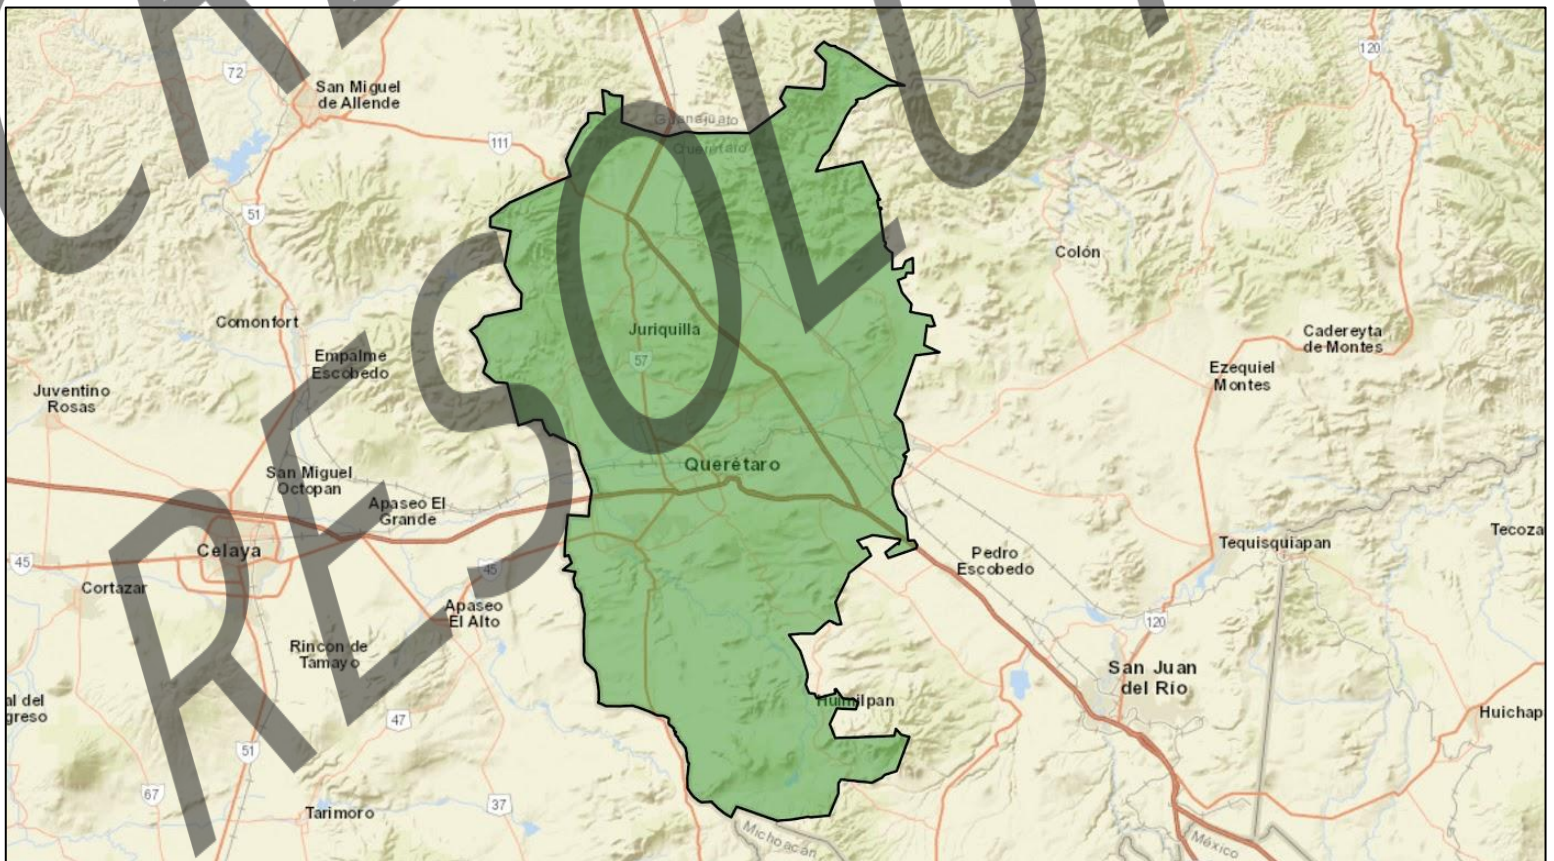 120
72
San Miguel
de Allende
Guanajuato
111
Querétaro
51
Colón
Comonfort
Juriquilla
Cadereyta
de Montes
Empalme
Escobedo
57
Ezequiel
Montes
Juventino
Rosas
Querétaro
San Miguel
Octopan
Apaseo El
Grande
Celaya
45
45
Pedro
Escobedo
Tequisquiapan
Tecoza
Cortazar
Apaseo
El Alto
120
Rincón de
Tamayo
San Juan
del Río
al del
greso
Huimilpan
47
Huichap
51
67
37
Tarimoro
Michoacán
México
RESOLU